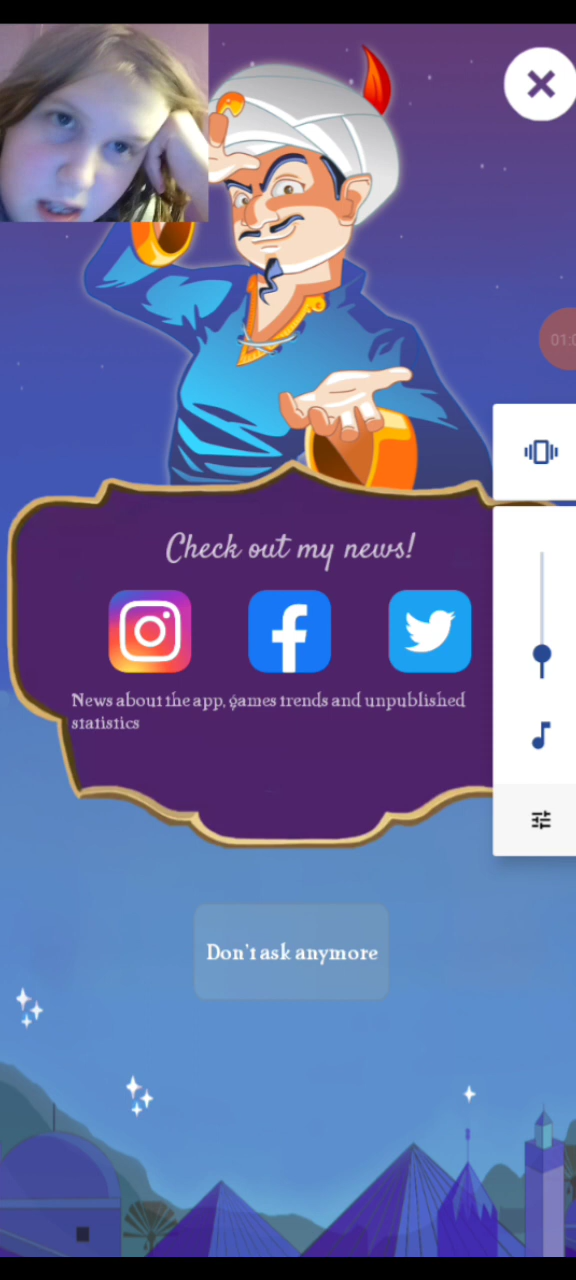 Check out my news!
News about the app, games trends and unpublished
statistics
Don't ask anymore